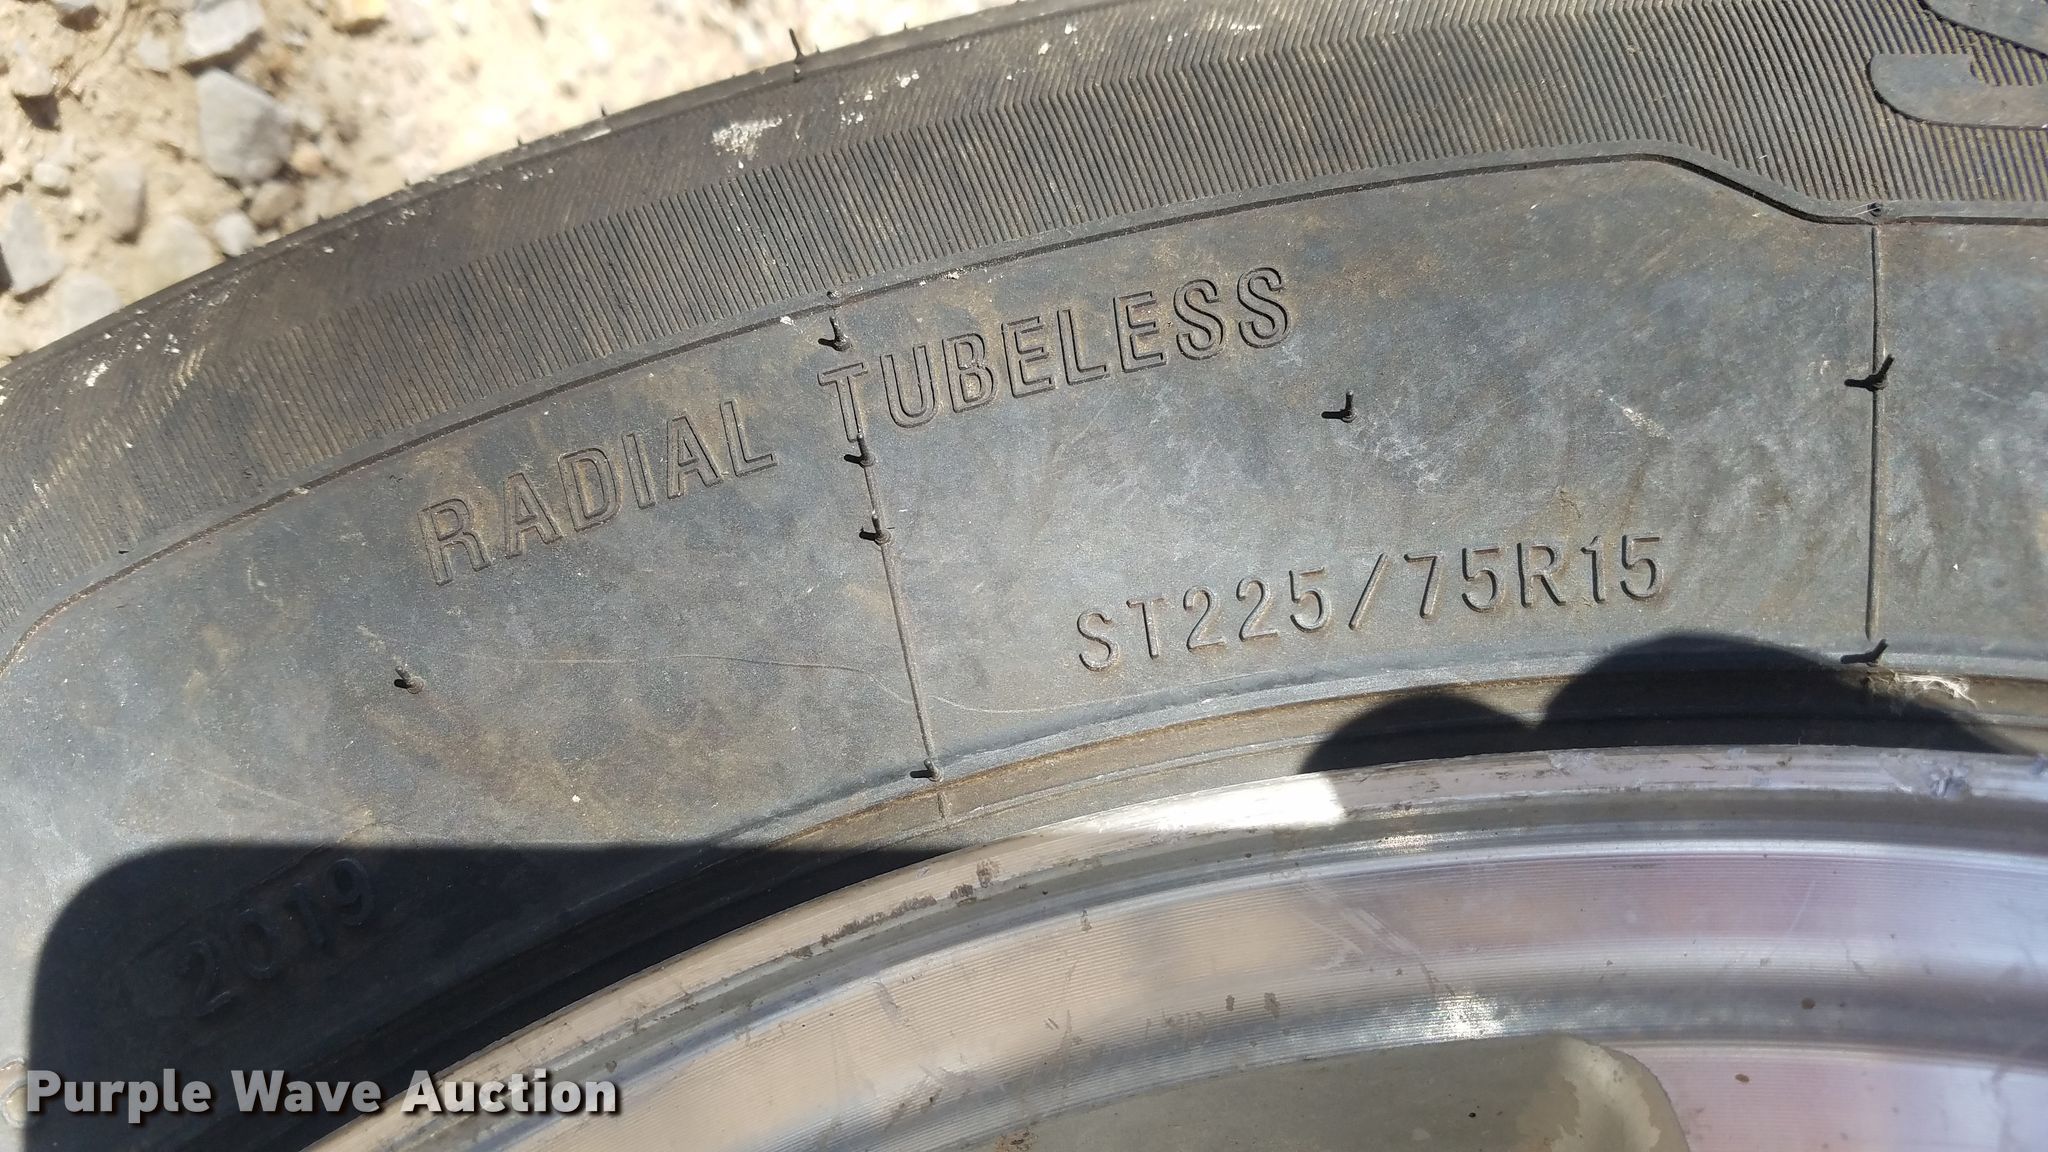 RADIAL TUBELESS
ST225/75R15
2019
Purple Wave Auction